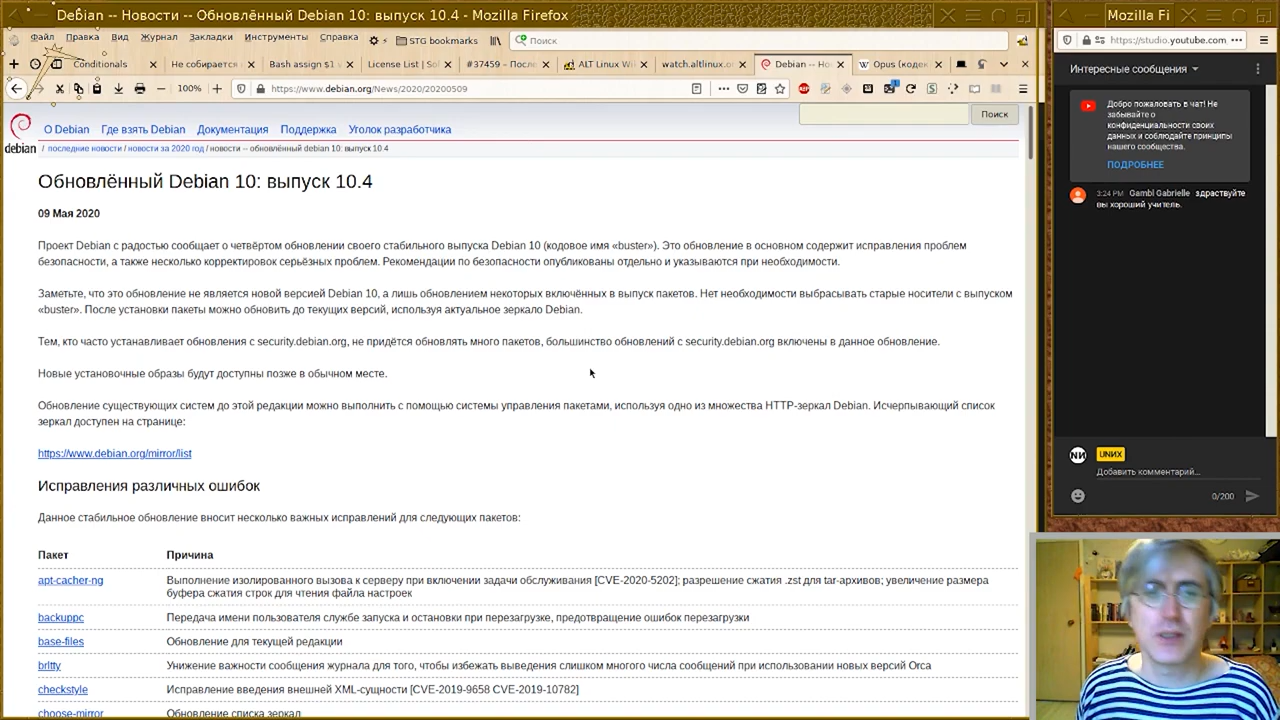 Debian -- Новости -- Обновлённый Debian 10: выпуск 10.4 - Mozilla Firefox
Файл Правка Вид Журнал Закладки Инструменты Справка STG bookmarks Поиск
Conditionals Не собирается Bash assign $1 License List | S #37459 – После ALT Linux Wi watch.altlinux.o Debian -- Но Opus (кодек
100% https://www.debian.org/News/2020/20200509
Поиск
О Debian Где взять Debian Документация Поддержка Уголок разработчика
debian / последние новости / новости за 2020 год / новости -- обновлённый debian 10: выпуск 10.4
Обновлённый Debian 10: выпуск 10.4
09 Мая 2020
Проект Debian с радостью сообщает о четвёртом обновлении своего стабильного выпуска Debian 10 (кодовое имя «buster»). Это обновление в основном содержит исправления проблем
безопасности, а также несколько корректировок серьёзных проблем. Рекомендации по безопасности опубликованы отдельно и указываются при необходимости.
Заметьте, что это обновление не является новой версией Debian 10, а лишь обновлением некоторых включённых в выпуск пакетов. Нет необходимости выбрасывать старые носители с выпуском
«buster». После установки пакеты можно обновить до текущих версий, используя актуальное зеркало Debian.
Тем, кто часто устанавливает обновления с security.debian.org, не придётся обновлять много пакетов, большинство обновлений с security.debian.org включены в данное обновление.
Новые установочные образы будут доступны позже в обычном месте.
Обновление существующих систем до этой редакции можно выполнить с помощью системы управления пакетами, используя одно из множества HTTP-зеркал Debian. Исчерпывающий список
зеркал доступен на странице:
https://www.debian.org/mirror/list
Исправления различных ошибок
Данное стабильное обновление вносит несколько важных исправлений для следующих пакетов:
Пакет Причина
apt-cacher-ng Выполнение изолированного вызова к серверу при включении задачи обслуживания [CVE-2020-5202]; разрешение сжатия .zst для tar-архивов; увеличение размера
буфера сжатия строк для чтения файла настроек
backuppc Передача имени пользователя службе запуска и остановки при перезагрузке, предотвращение ошибок перезагрузки
base-files Обновление для текущей редакции
brltty Унижение важности сообщения журнала для того, чтобы избежать выведения слишком многого числа сообщений при использовании новых версий Orca
checkstyle Исправление введения внешней XML-сущности [CVE-2019-9658 CVE-2019-10782]
choose-mirror Обновление списка зеркал
Mozilla Fi
https://studio.youtube.com
Интересные сообщения
Добро пожаловать в чат! Не
забывайте о
конфиденциальности своих
данных и соблюдайте принципы
нашего сообщества.
ПОДРОБНЕЕ
3:24 PM Gambl Gabrielle здраствуйте
вы хороший учитель.
NИ UNИX
Добавить комментарий...
0/200